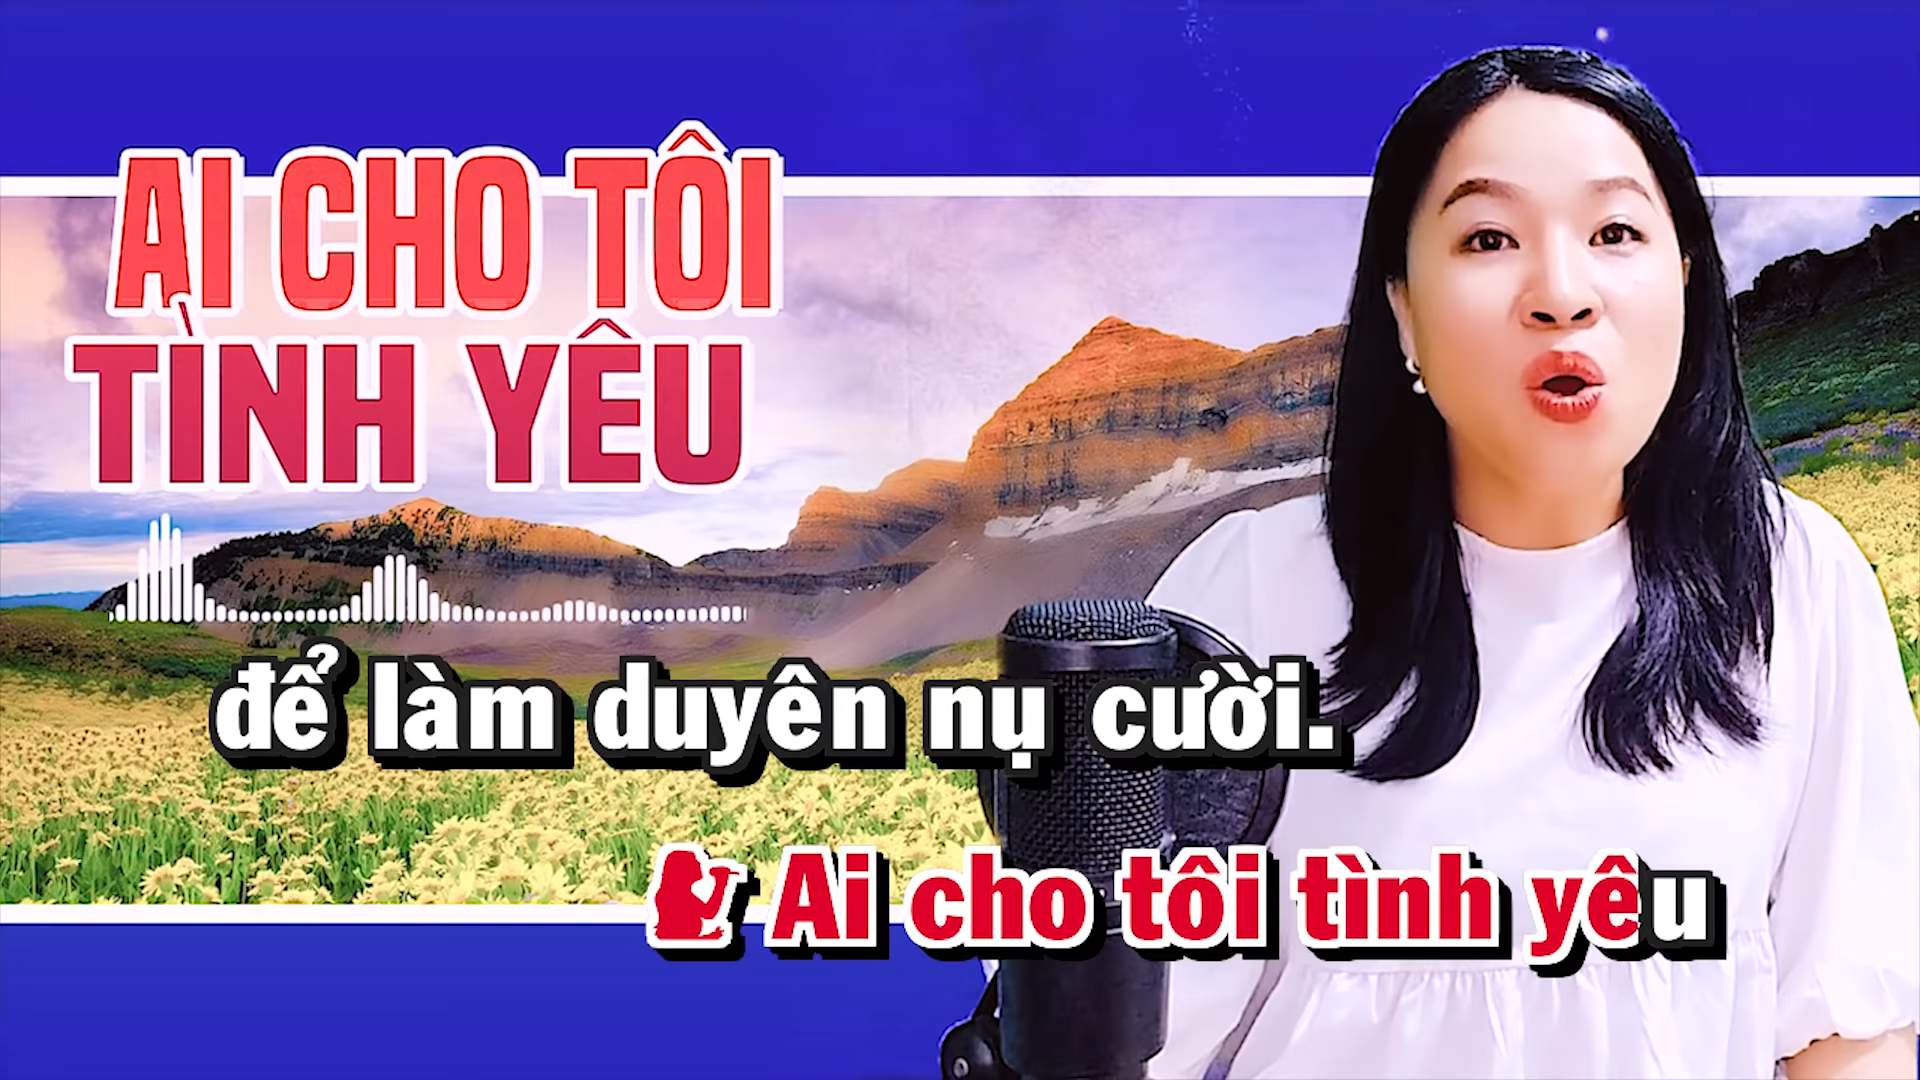 AI CHO TÔI
TÌNH YÊU
để làm duyên nụ cười.
Ai cho tôi tình yêu